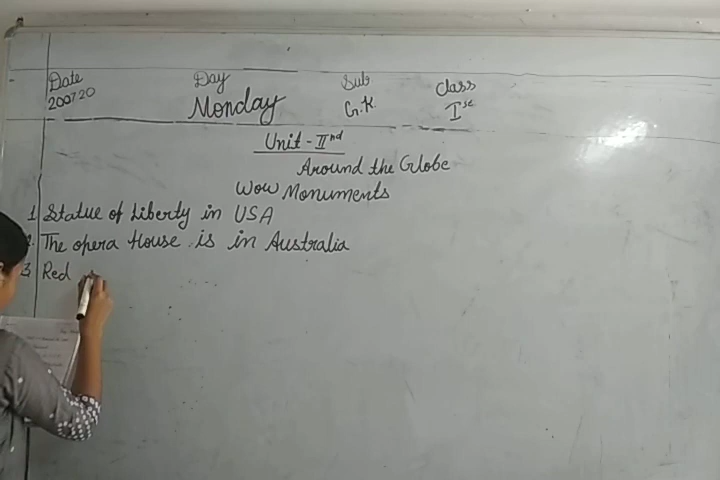 Date Day Sub Class
200720 Monday G.K. Ist
Unit - IInd
Around the Globe
Wow Monuments
1 Statue of Liberty in USA
2. The opera House is in Australia
3 Red